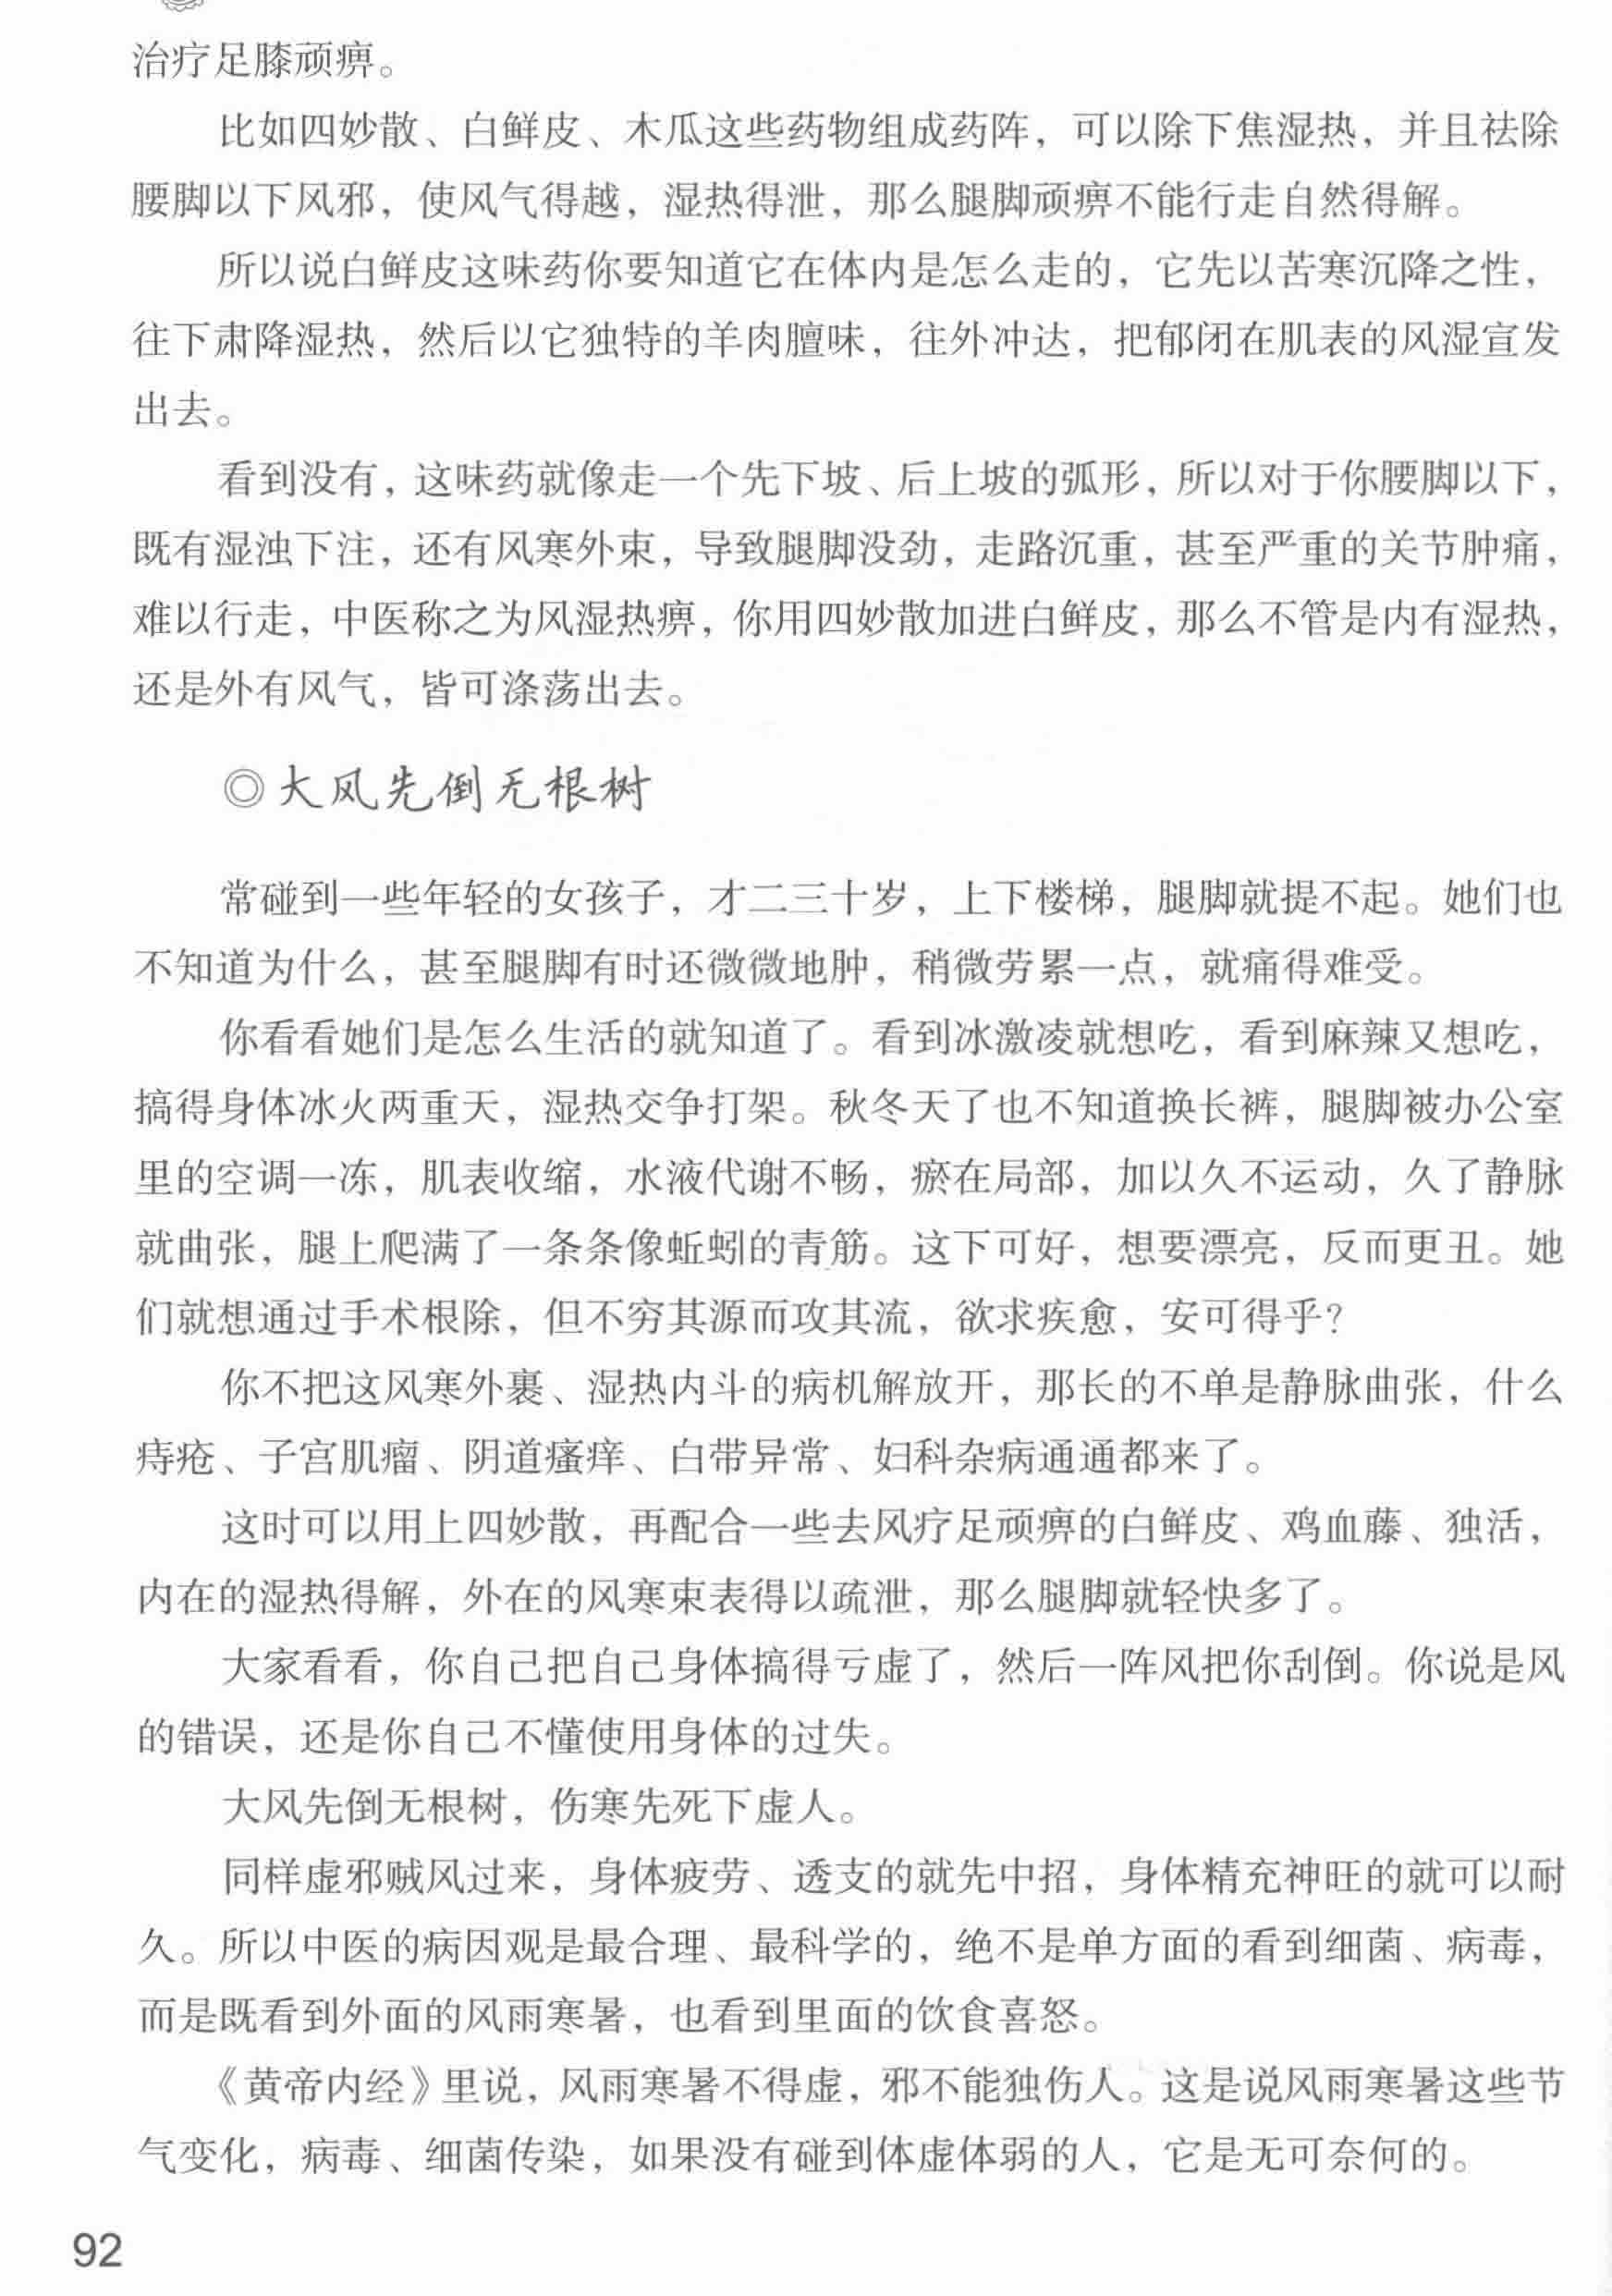 治疗足膝顽痹。
比如四妙散、白鲜皮、木瓜这些药物组成药阵，可以除下焦湿热，并且祛除
腰脚以下风邪，使风气得越，湿热得泄，那么腿脚顽痹不能行走自然得解。
所以说白鲜皮这味药你要知道它在体内是怎么走的，它先以苦寒沉降之性，
往下肃降湿热，然后以它独特的羊肉膻味，往外冲达，把郁闭在肌表的风湿宣发
出去。
看到没有，这味药就像走一个先下坡、后上坡的弧形，所以对于你腰脚以下，
既有湿浊下注，还有风寒外束，导致腿脚没劲，走路沉重，甚至严重的关节肿痛，
难以行走，中医称之为风湿热痹，你用四妙散加进白鲜皮，那么不管是内有湿热，
还是外有风气，皆可涤荡出去。
◎大风先倒无根树
常碰到一些年轻的女孩子，才二三十岁，上下楼梯，腿脚就提不起。她们也
不知道为什么，甚至腿脚有时还微微地肿，稍微劳累一点，就痛得难受。
你看看她们是怎么生活的就知道了。看到冰激凌就想吃，看到麻辣又想吃，
搞得身体冰火两重天，湿热交争打架。秋冬天了也不知道换长裤，腿脚被办公室
里的空调一冻，肌表收缩，水液代谢不畅，瘀在局部，加以久不运动，久了静脉
就曲张，腿上爬满了一条条像蚯蚓的青筋。这下可好，想要漂亮，反而更丑。她
们就想通过手术根除，但不穷其源而攻其流，欲求疾愈，安可得乎？
你不把这风寒外裹、湿热内斗的病机解放开，那长的不单是静脉曲张，什么
痔疮、子宫肌瘤、阴道瘙痒、白带异常、妇科杂病通通都来了。
这时可以用上四妙散，再配合一些去风疗足顽痹的白鲜皮、鸡血藤、独活，
内在的湿热得解，外在的风寒束表得以疏泄，那么腿脚就轻快多了。
大家看看，你自己把自己身体搞得亏虚了，然后一阵风把你刮倒。你说是风
的错误，还是你自己不懂使用身体的过失。
大风先倒无根树，伤寒先死下虚人。
同样虚邪贼风过来，身体疲劳、透支的就先中招，身体精充神旺的就可以耐
久。所以中医的病因观是最合理、最科学的，绝不是单方面的看到细菌、病毒，
而是既看到外面的风雨寒暑，也看到里面的饮食喜怒。
《黄帝内经》里说，风雨寒暑不得虚，邪不能独伤人。这是说风雨寒暑这些节
气变化，病毒、细菌传染，如果没有碰到体虚体弱的人，它是无可奈何的。
92